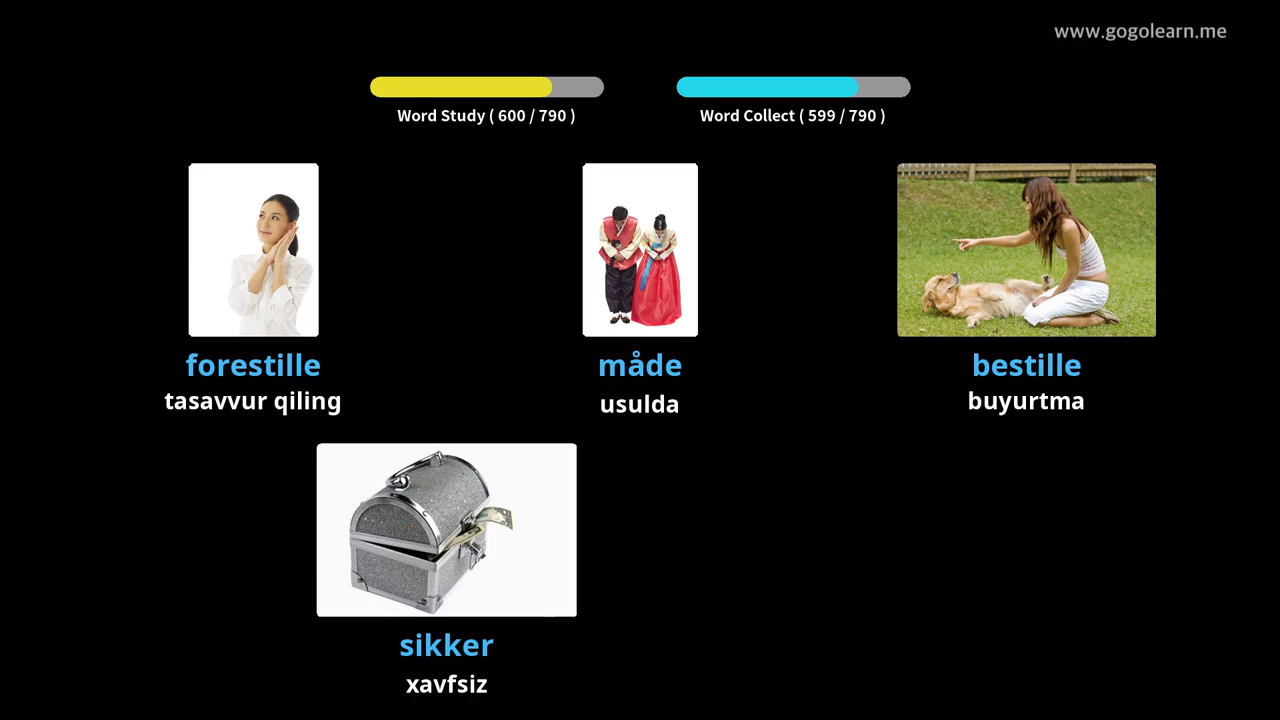 www.gogolearn.me
Word Study ( 600 / 790 )
Word Collect ( 599 / 790 )
forestille
tasavvur qiling
måde
usulda
bestille
buyurtma
sikker
xavfsiz